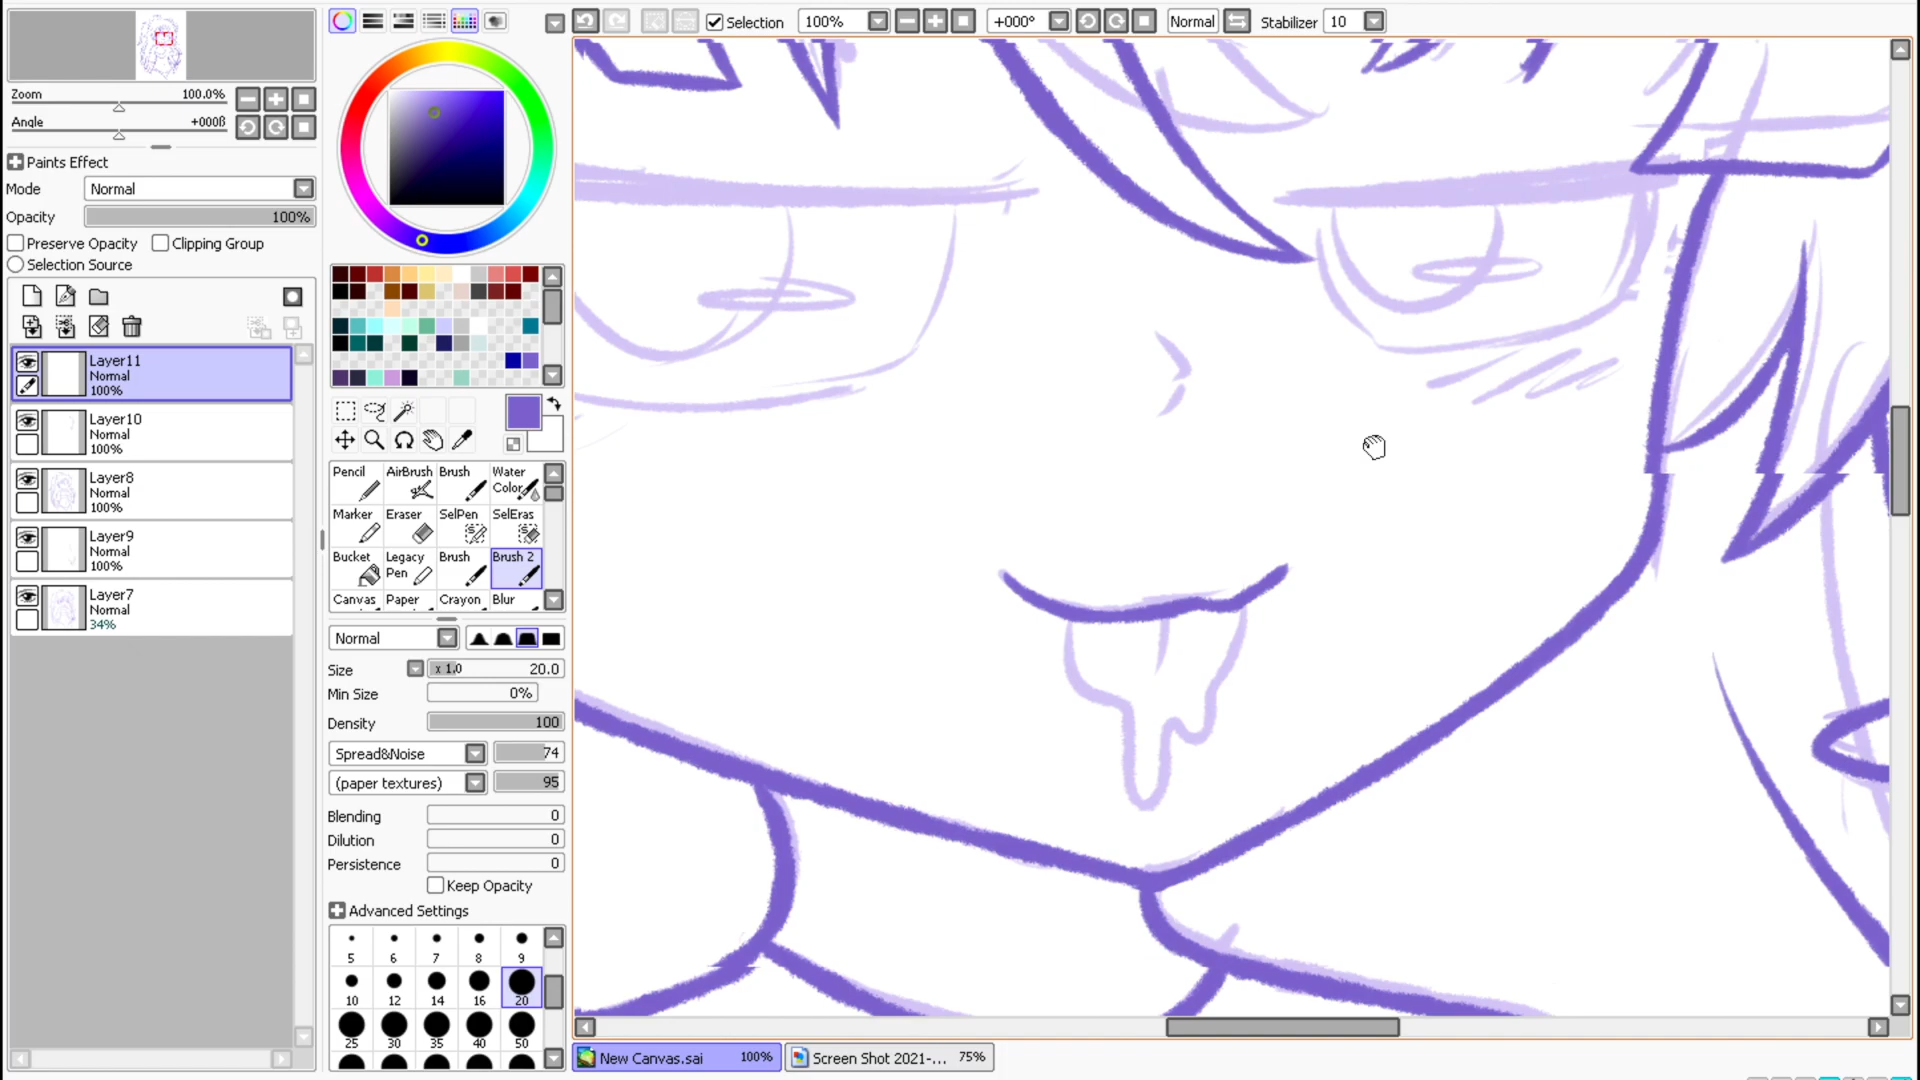 Selection
100%
+000°
Normal
Stabilizer
10
Zoom
100.0%
Angle
+000ß
Paints Effect
Mode
Normal
Opacity
100%
Preserve Opacity
Clipping Group
Selection Source
Layer11
Normal
100%
Layer10
Normal
100%
Layer8
Normal
100%
Layer9
Normal
100%
Layer7
Normal
34%
Pencil
AirBrush
Brush
Water
Color
Marker
Eraser
SelPen
SelEras
Bucket
Legacy
Pen
Brush
Brush 2
Canvas
Paper
Crayon
Blur
Normal
Size
x 1.0
20.0
Min Size
0%
Density
100
Spread&Noise
74
(paper textures)
95
Blending
0
Dilution
0
Persistence
0
Keep Opacity
Advanced Settings
5 6 7 8 9
10 12 14 16 20
25 30 35 40 50
New Canvas.sai
100%
Screen Shot 2021-...
75%